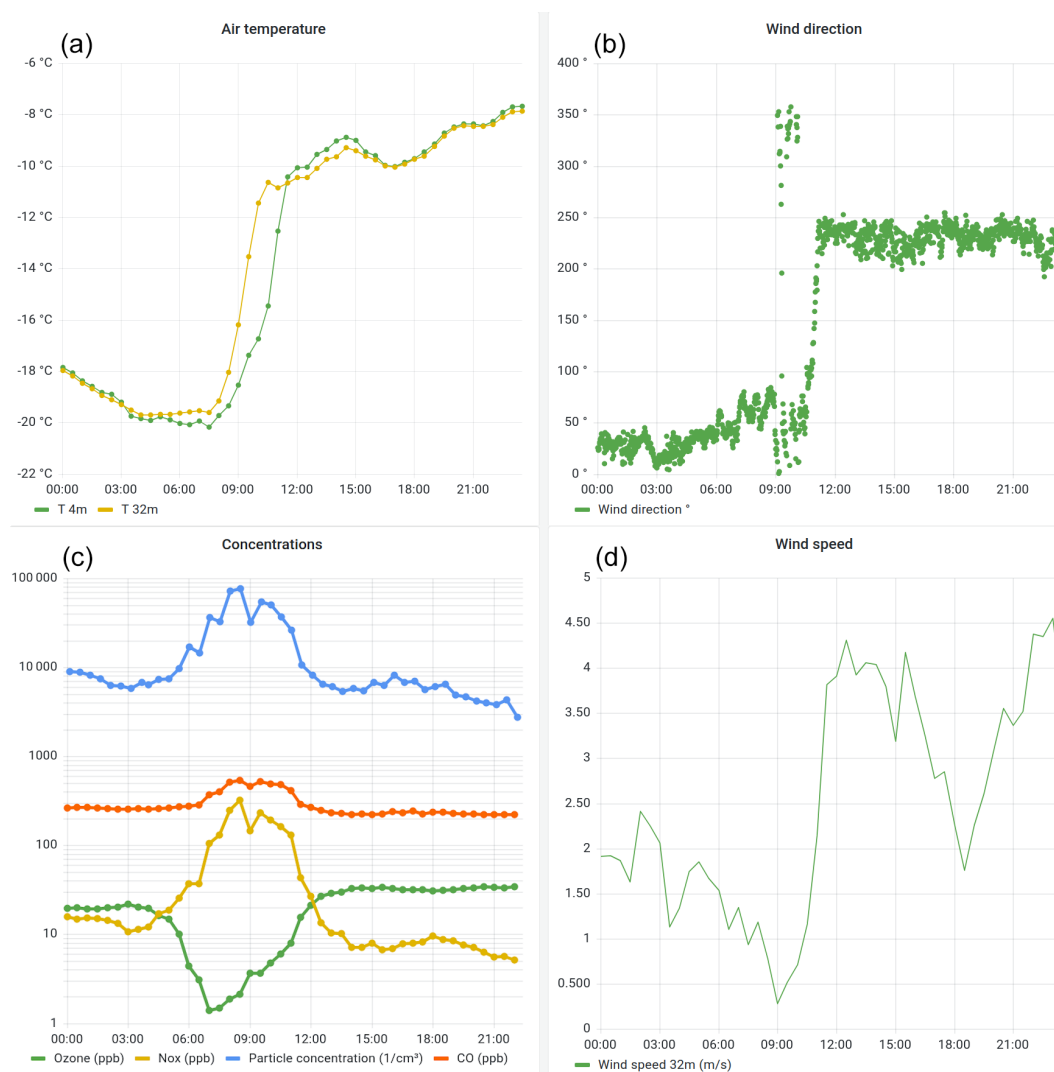 (a)
Air temperature
-6 °C
-8 °C
-10 °C
-12 °C
-14 °C
-16 °C
-18 °C
-20 °C
-22 °C
00:00 03:00 06:00 09:00 12:00 15:00 18:00 21:00
T 4m T 32m
(b)
Wind direction
400 °
350 °
300 °
250 °
200 °
150 °
100 °
50 °
0 °
00:00 03:00 06:00 09:00 12:00 15:00 18:00 21:00
Wind direction °
(c)
Concentrations
100 000
10 000
1000
100
10
1
00:00 03:00 06:00 09:00 12:00 15:00 18:00 21:00
Ozone (ppb) Nox (ppb) Particle concentration (1/cm³) CO (ppb)
(d)
Wind speed
5
4.50
4
3.50
3
2.50
2
1.50
1
0.500
0
00:00 03:00 06:00 09:00 12:00 15:00 18:00 21:00
Wind speed 32m (m/s)